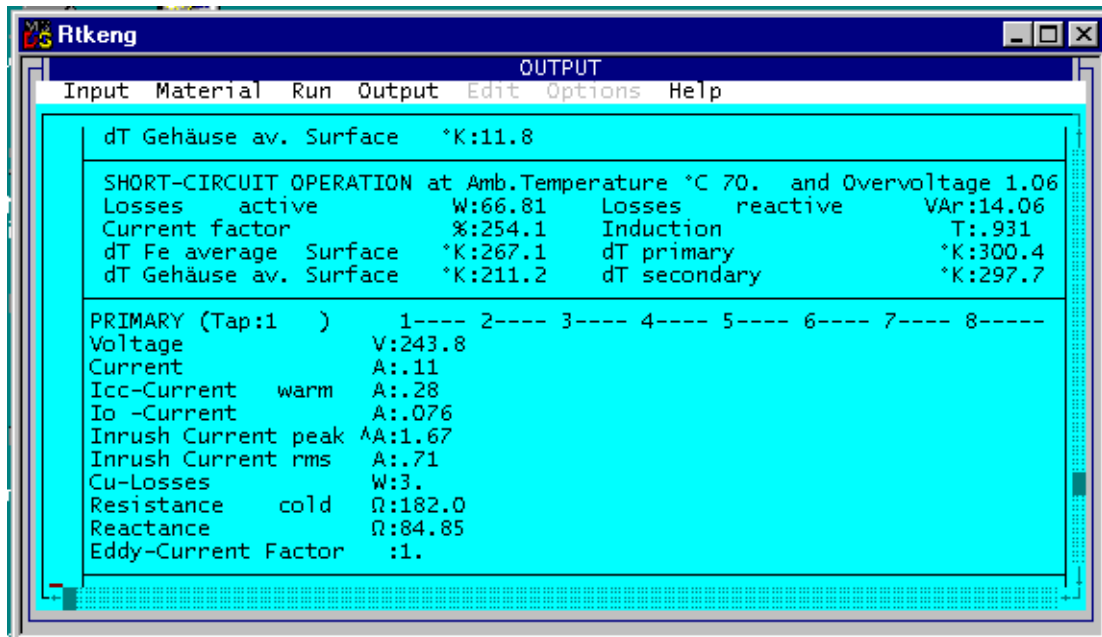 Rtkeng
OUTPUT
Input Material Run Output Edit Options Help
dT Gehäuse av. Surface °K:11.8
SHORT-CIRCUIT OPERATION at Amb.Temperature °C 70. and Overvoltage 1.06
Losses active W:66.81 Losses reactive VAr:14.06
Current factor %:254.1 Induction T:.931
dT Fe average Surface °K:267.1 dT primary °K:300.4
dT Gehäuse av. Surface °K:211.2 dT secondary °K:297.7
PRIMARY (Tap:1 ) 1---- 2---- 3---- 4---- 5---- 6---- 7---- 8-----
Voltage V:243.8
Current A:.11
Icc-Current warm A:.28
Io -Current A:.076
Inrush Current peak ^A:1.67
Inrush Current rms A:.71
Cu-Losses W:3.
Resistance cold Ω:182.0
Reactance Ω:84.85
Eddy-Current Factor :1.